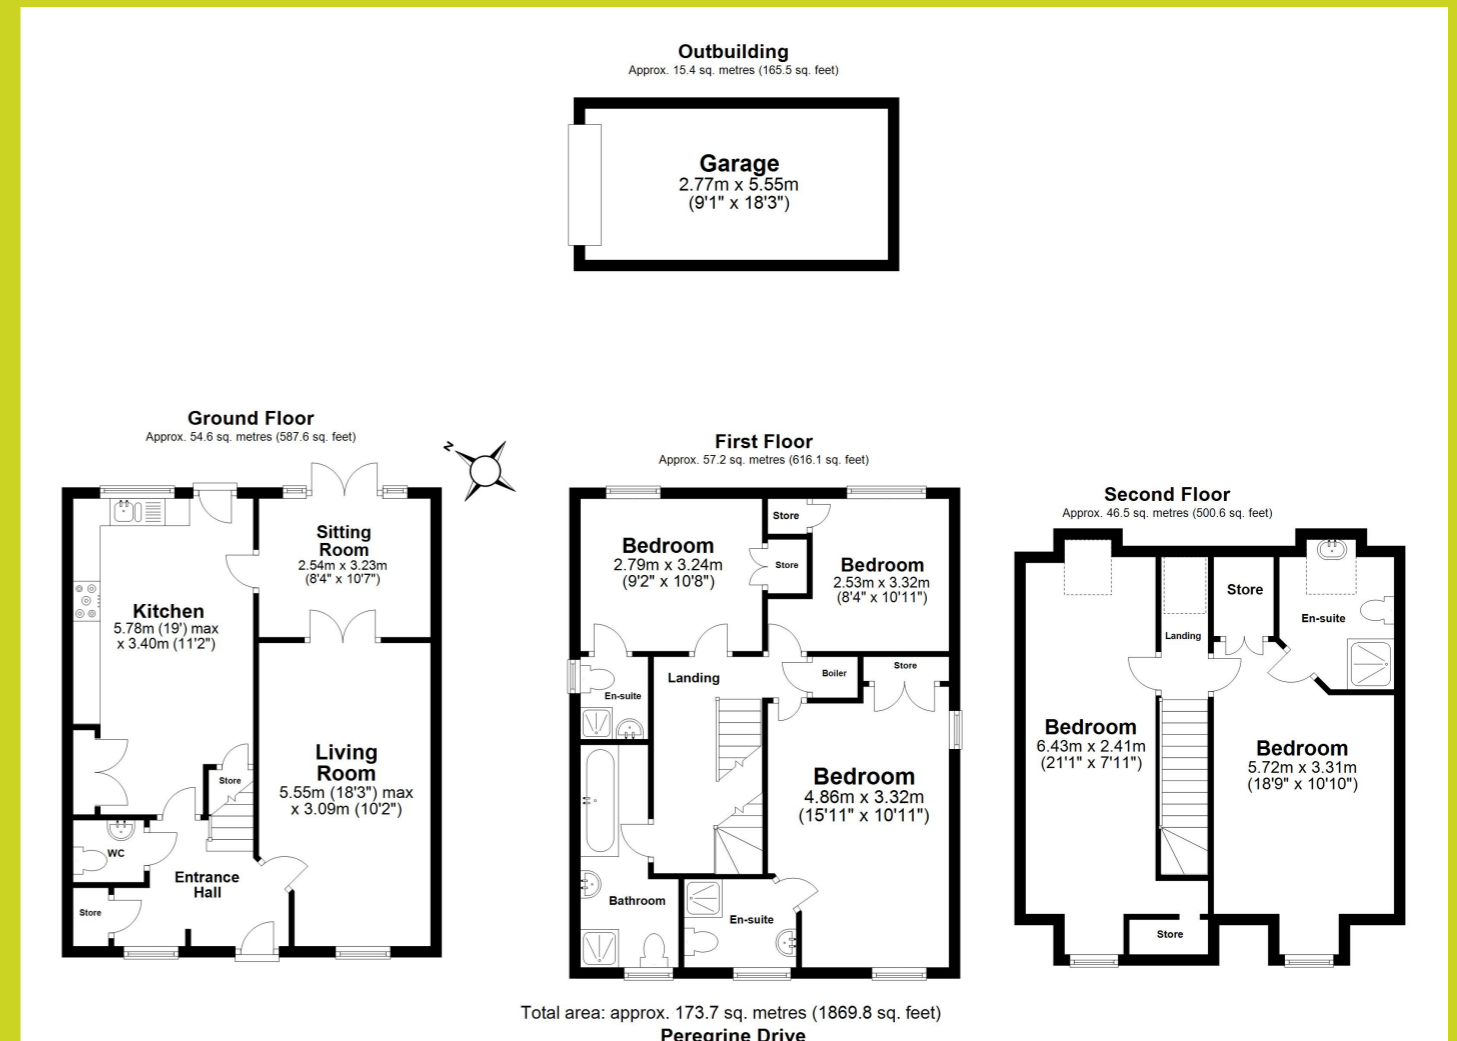 Outbuilding
Approx. 15.4 sq. metres (165.5 sq. feet)
Garage
2.77m x 5.55m
(9'1" x 18'3")
Ground Floor
Approx. 54.6 sq. metres (587.6 sq. feet)
N
Sitting
Room
2.54m x 3.23m
(8'4" x 10'7")
Kitchen
5.78m (19') max
x 3.40m (11'2")
Living
Room
5.55m (18'3") max
x 3.09m (10'2")
Store
WC
Entrance
Hall
Store
First Floor
Approx. 57.2 sq. metres (616.1 sq. feet)
Bedroom
2.79m x 3.24m
(9'2" x 10'8")
Store
Store
Bedroom
2.53m x 3.32m
(8'4" x 10'11")
Landing
Boiler
Store
En-suite
Bedroom
4.86m x 3.32m
(15'11" x 10'11")
Bathroom
En-suite
Second Floor
Approx. 46.5 sq. metres (500.6 sq. feet)
Store
En-suite
Landing
Bedroom
6.43m x 2.41m
(21'1" x 7'11")
Bedroom
5.72m x 3.31m
(18'9" x 10'10")
Store
Total area: approx. 173.7 sq. metres (1869.8 sq. feet)
Peregrine Drive